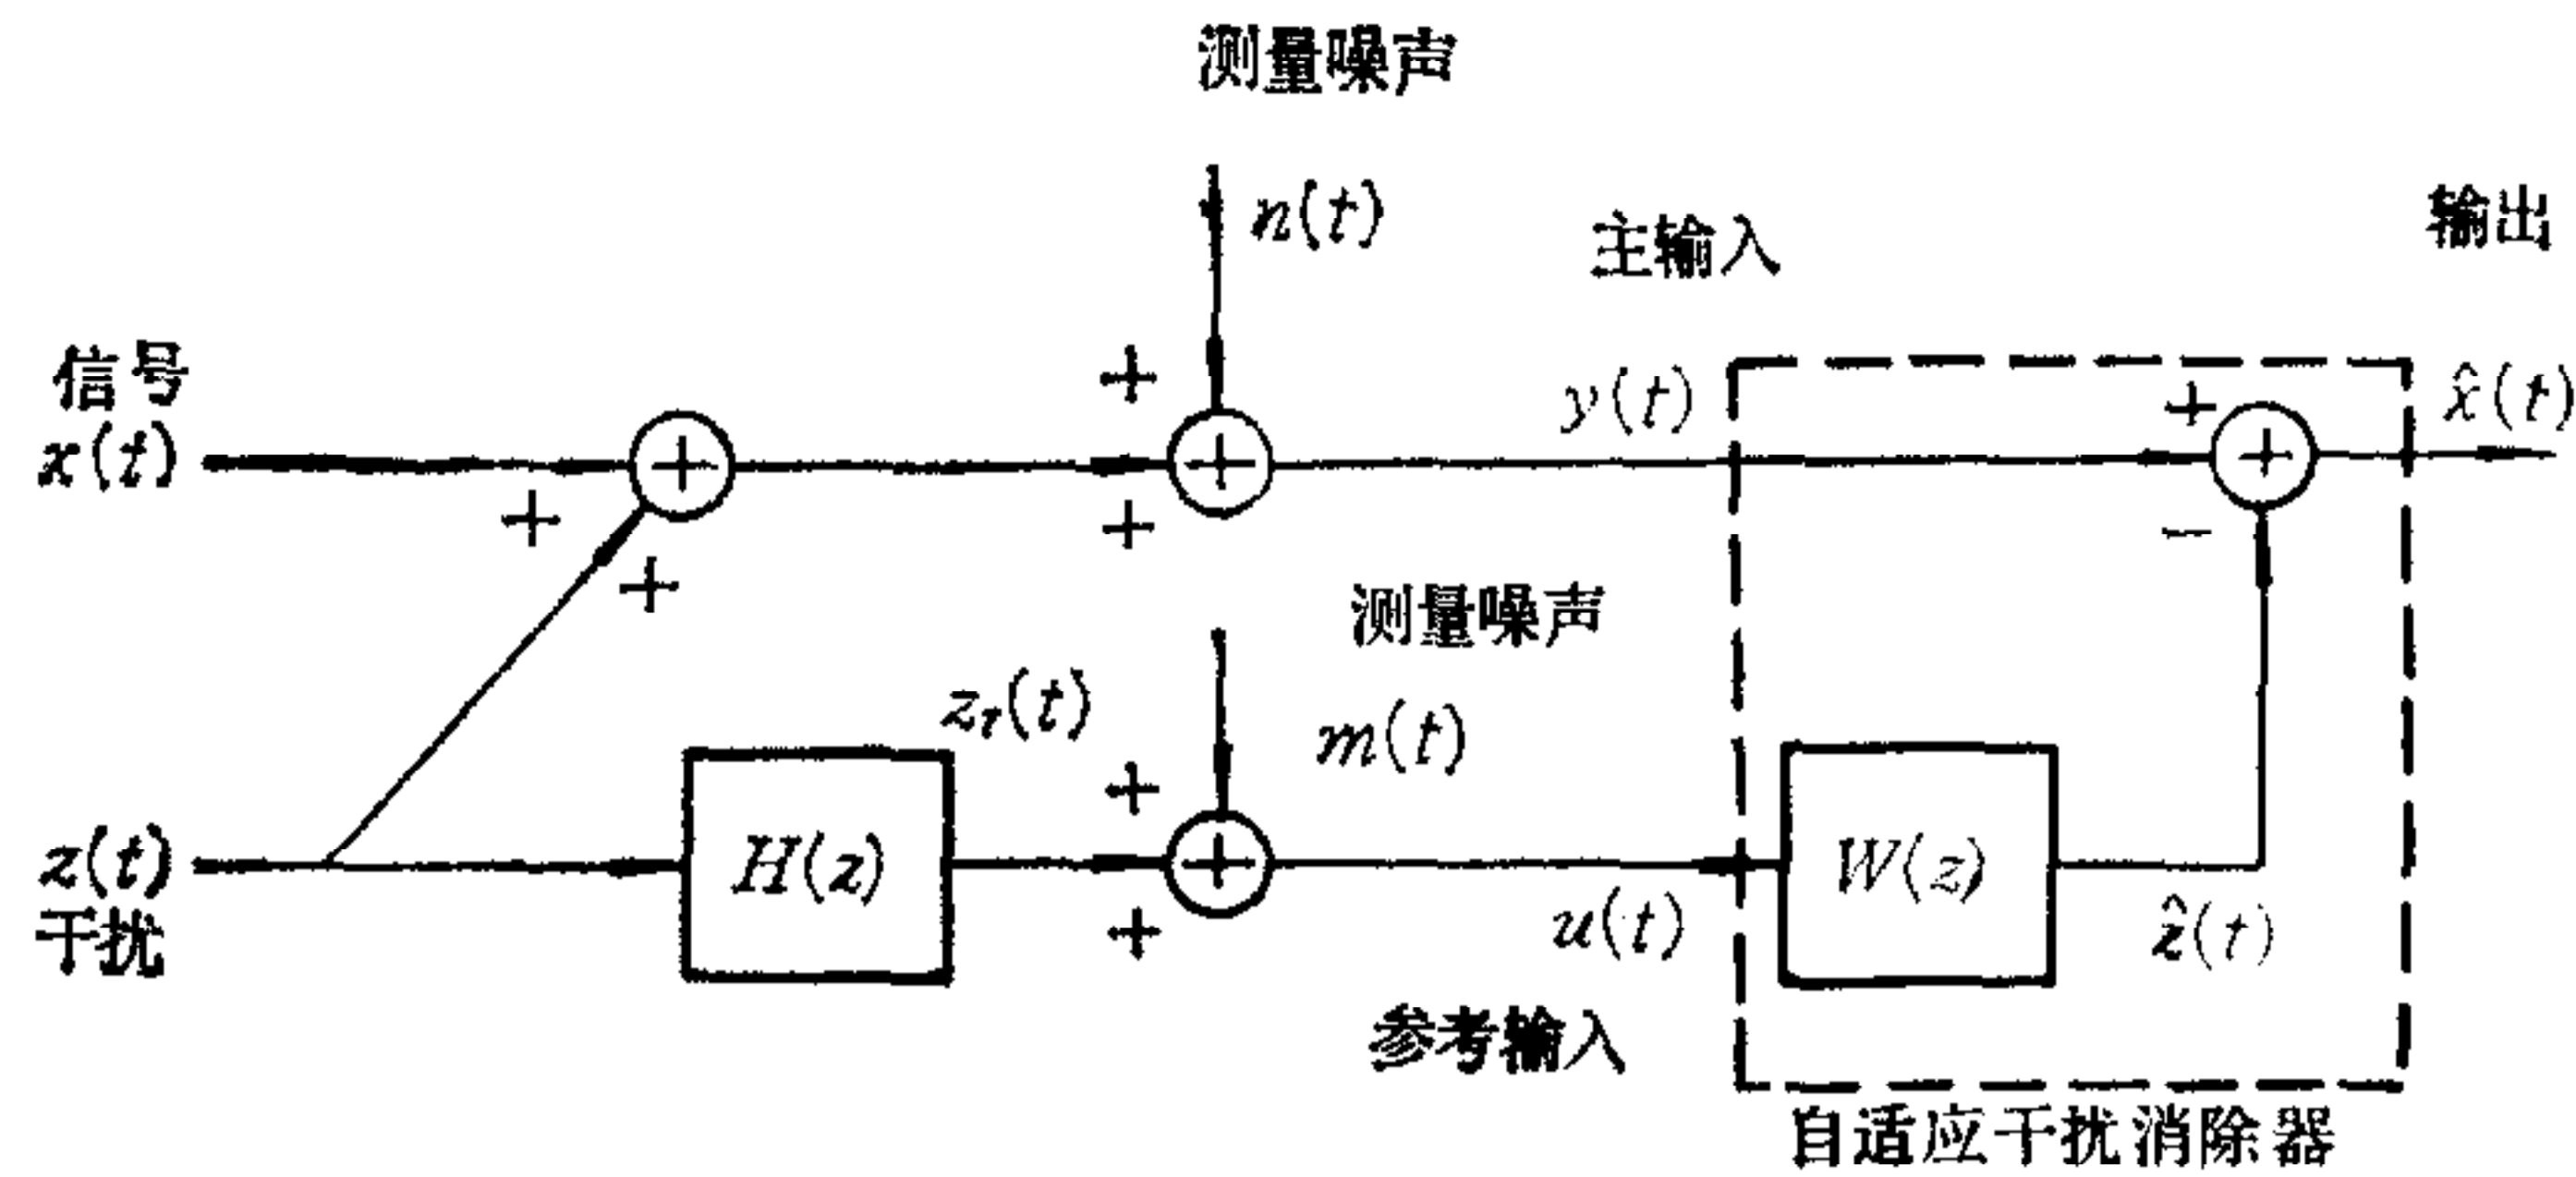 测量噪声
n(t)
主输入
输出
信号
x(t)
+
+
+
+
+
+
y(t)
+
+
−
x̂(t)
测量噪声
m(t)
z_r(t)
+
+
+
z(t)
干扰
H(z)
u(t)
W(z)
ẑ(t)
参考输入
自适应干扰消除器